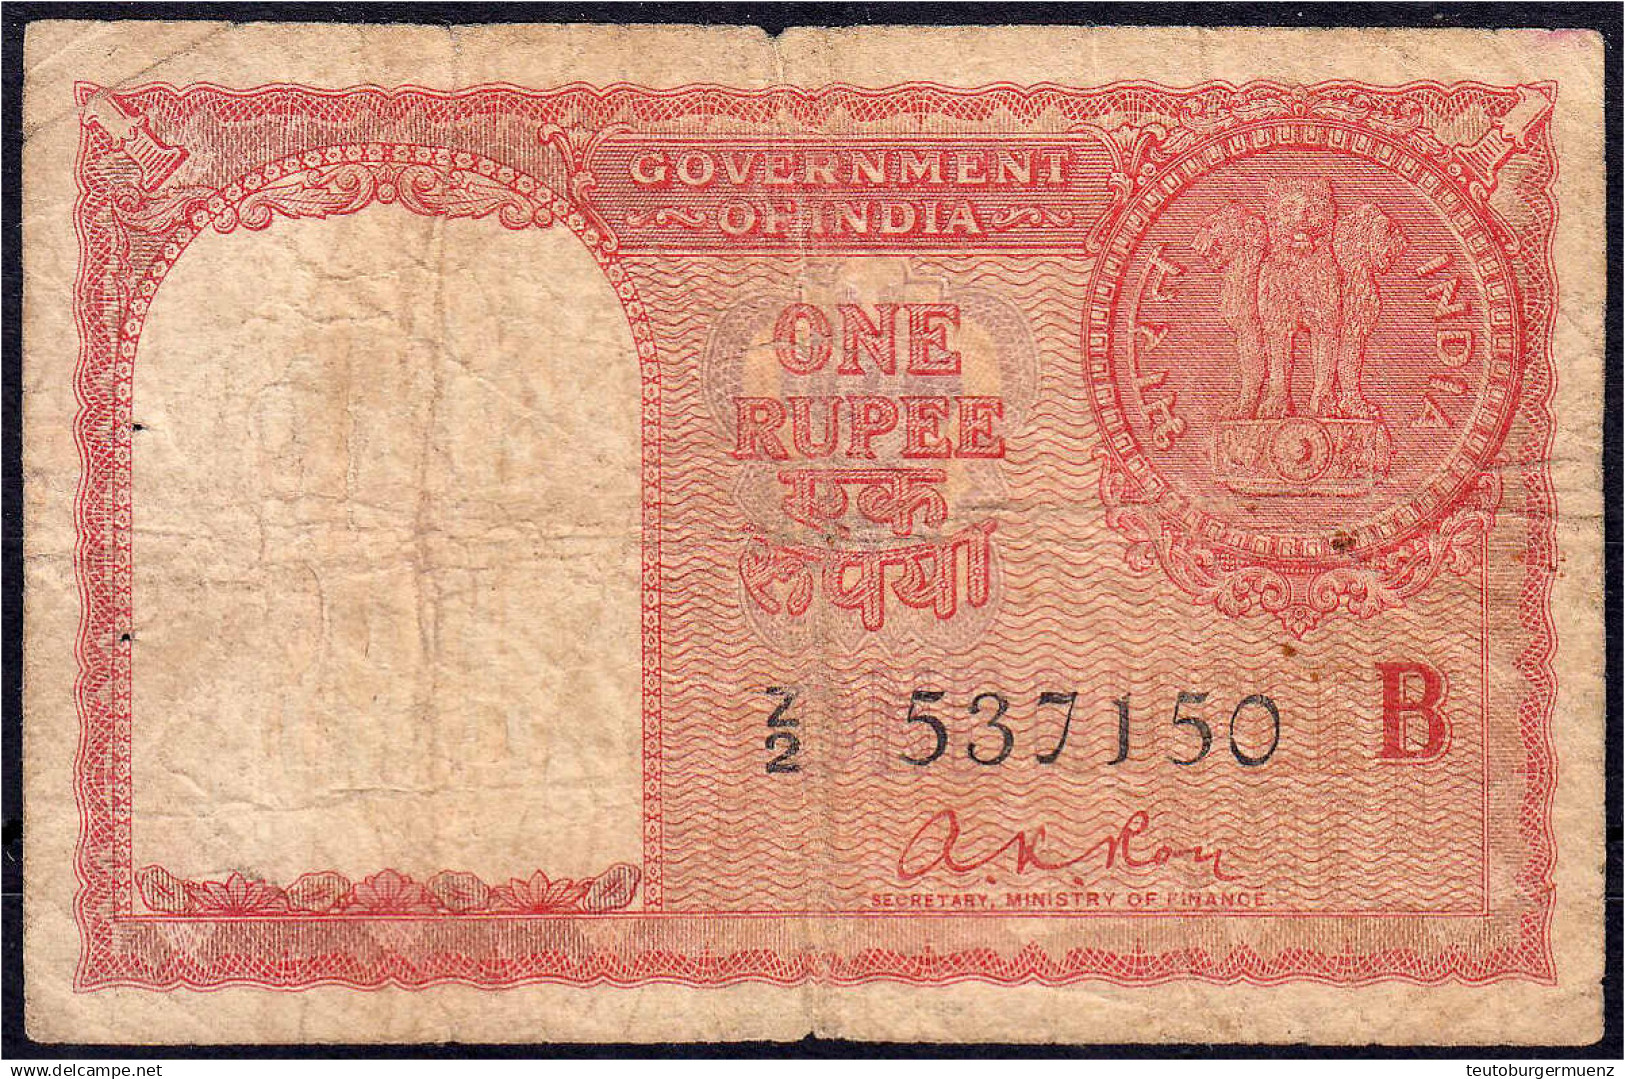 GOVERNMENT
OF INDIA
ONE
RUPEE
एक
रुपया
भारत
INDIA
Z/2 537150 B
A. K. Roy
SECRETARY, MINISTRY OF FINANCE.
delcampe.net
teutoburgermuenz